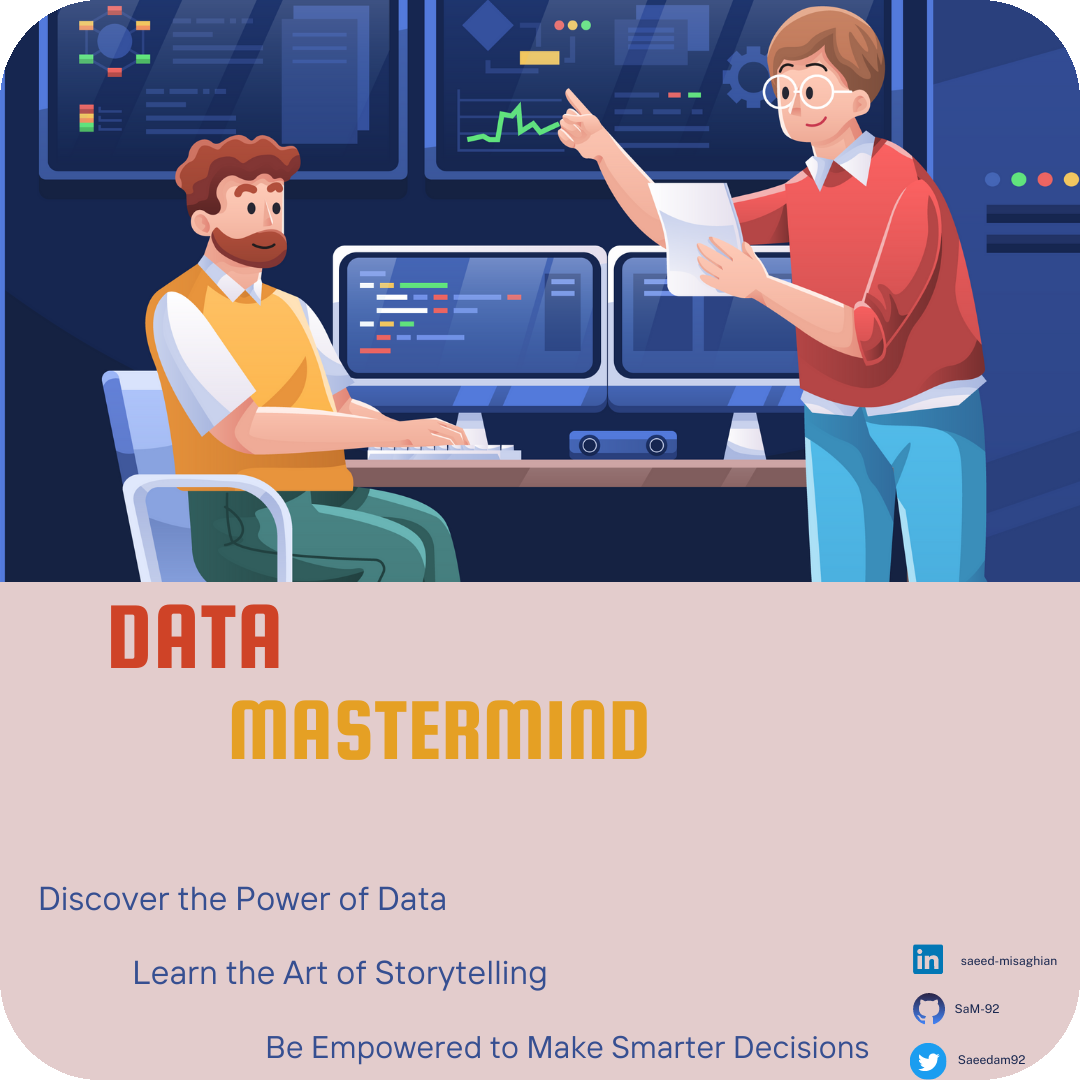 DATA
MASTERMIND
Discover the Power of Data
Learn the Art of Storytelling
Be Empowered to Make Smarter Decisions
in saeed-misaghian
SaM-92
Saeedam92